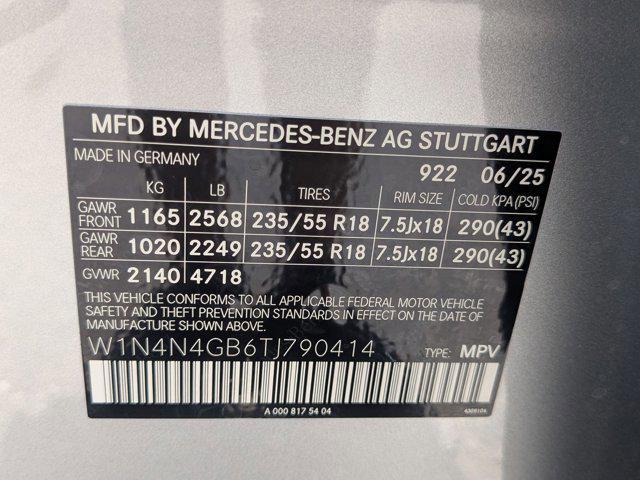 MFD BY MERCEDES-BENZ AG STUTTGART
MADE IN GERMANY 922 06/25
KG LB TIRES RIM SIZE COLD KPA(PSI)
GAWR FRONT 1165 2568 235/55 R18 7.5Jx18 290(43)
GAWR REAR 1020 2249 235/55 R18 7.5Jx18 290(43)
GVWR 2140 4718
THIS VEHICLE CONFORMS TO ALL APPLICABLE FEDERAL MOTOR VEHICLE
SAFETY AND THEFT PREVENTION STANDARDS IN EFFECT ON THE
DATE OF MANUFACTURE SHOWN ABOVE.
W1N4N4GB6TJ790414 TYPE: MPV
A 000 817 54 04